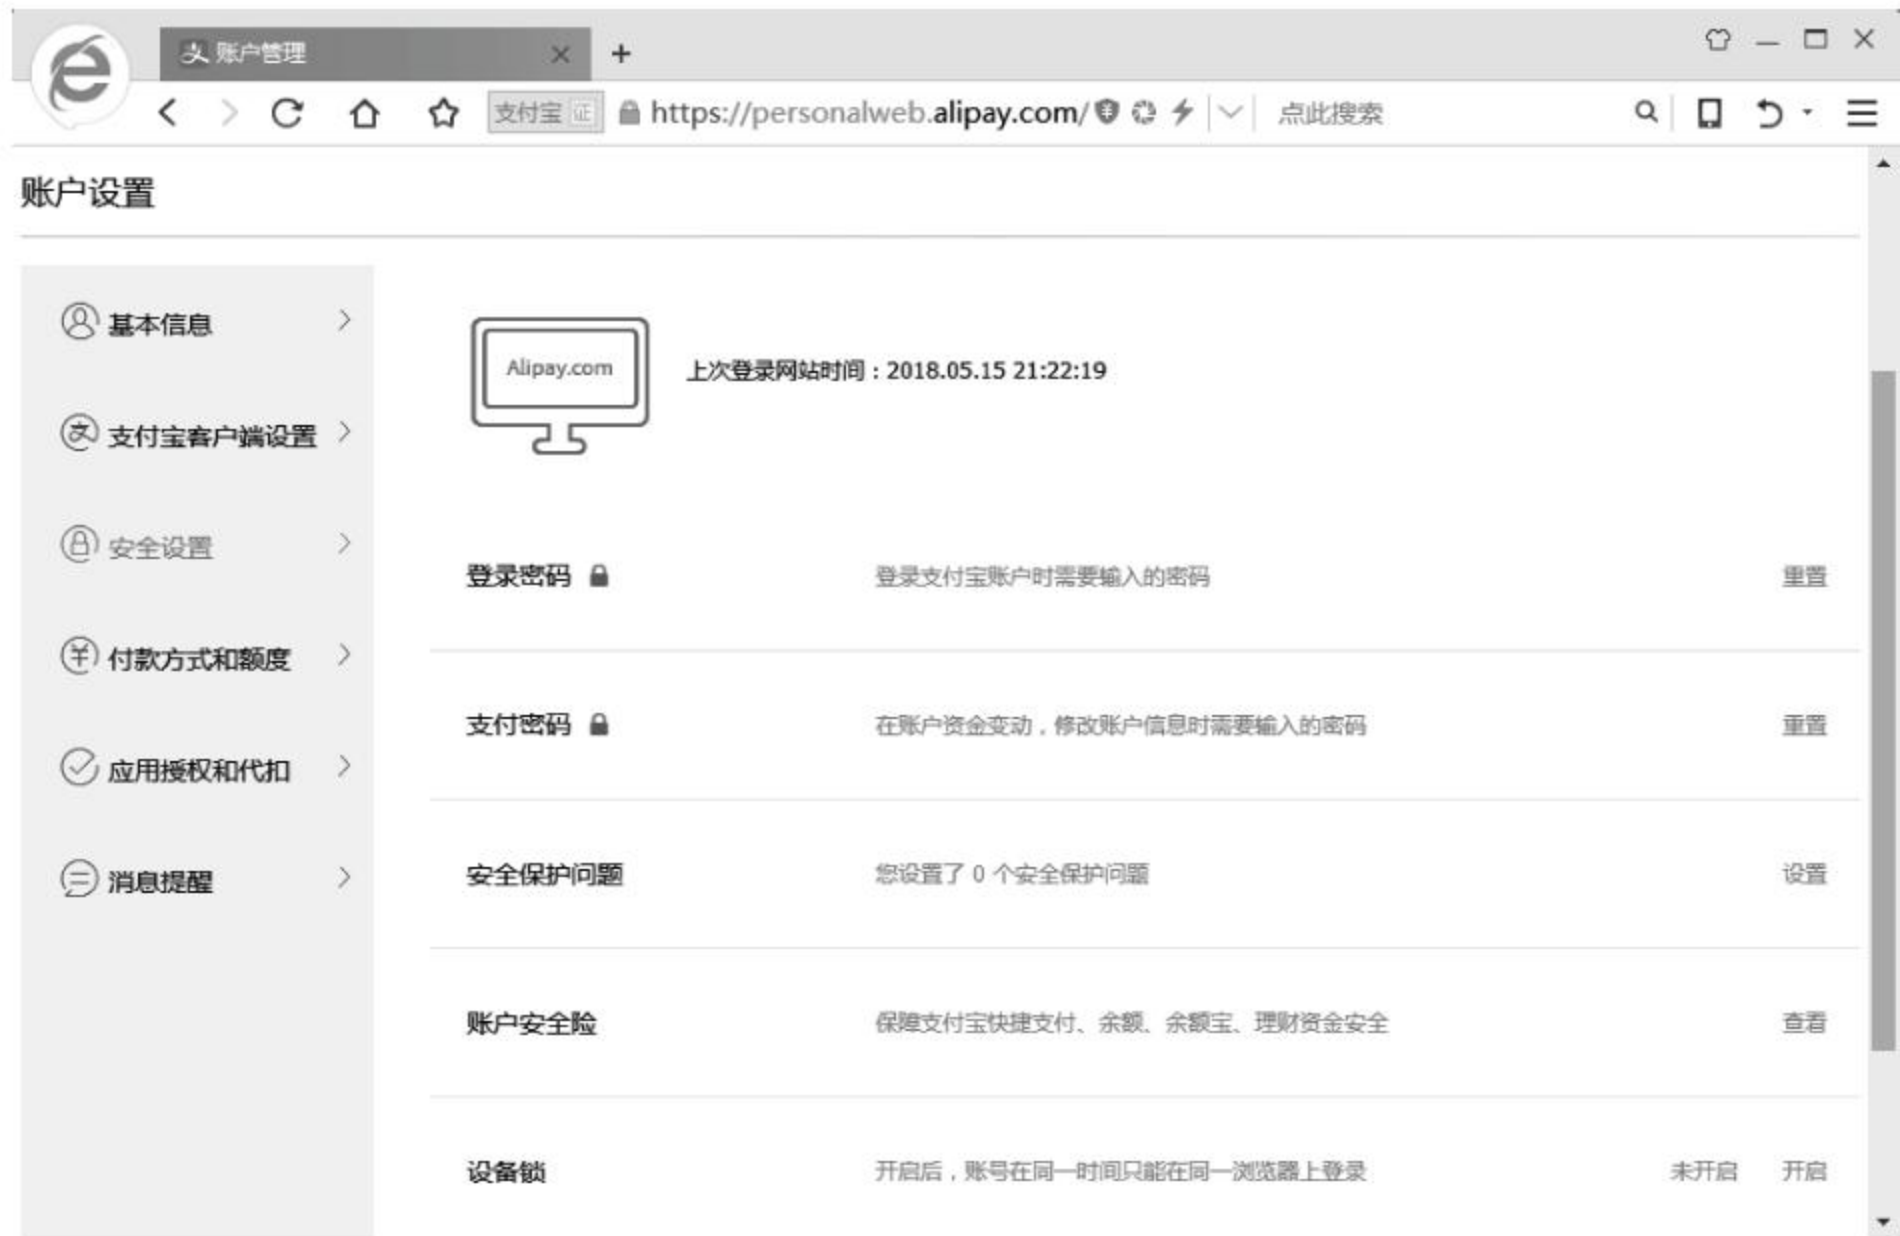 账户管理
支付宝 证 https://personalweb.alipay.com/ 点此搜索
账户设置
基本信息
支付宝客户端设置
安全设置
付款方式和额度
应用授权和代扣
消息提醒
Alipay.com
上次登录网站时间：2018.05.15 21:22:19
登录密码 登录支付宝账户时需要输入的密码 重置
支付密码 在账户资金变动，修改账户信息时需要输入的密码 重置
安全保护问题 您设置了 0 个安全保护问题 设置
账户安全险 保障支付宝快捷支付、余额、余额宝、理财资金安全 查看
设备锁 开启后，账号在同一时间只能在同一浏览器上登录 未开启 开启